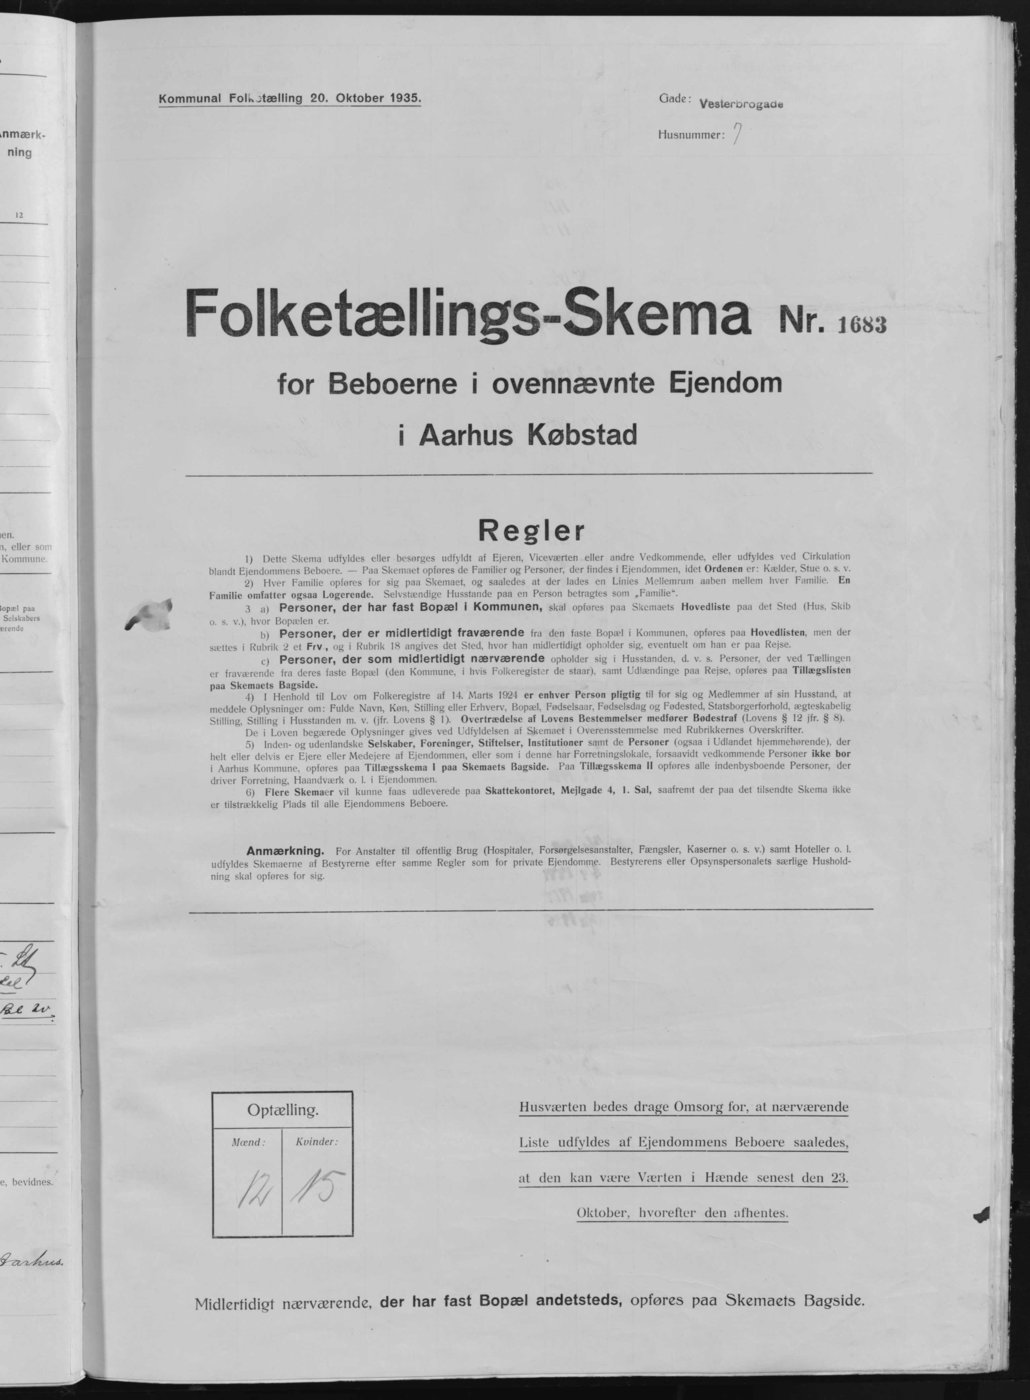 Anmærk-
ning
12
en.
n, eller som
Kommune.
Bopæl paa
Selskabers
ærende
e, bevidnes.
Aarhus.
Kommunal Folketælling 20. Oktober 1935.
Gade: Vesterbrogade
Husnummer: 7
Folketællings-Skema Nr. 1683
for Beboerne i ovennævnte Ejendom
i Aarhus Købstad
Regler
1) Dette Skema udfyldes eller besørges udfyldt af Ejeren, Viceværten eller andre Vedkommende, eller udfyldes ved Cirkulation
blandt Ejendommens Beboere. — Paa Skemaet opføres de Familier og Personer, der findes i Ejendommen, idet Ordenen er: Kælder, Stue o. s. v.
2) Hver Familie opføres for sig paa Skemaet, og saaledes at der lades en Linies Mellemrum aaben mellem hver Familie. En
Familie omfatter ogsaa Logerende. Selvstændige Husstande paa en Person betragtes som „Familie“.
3 a) Personer, der har fast Bopæl i Kommunen, skal opføres paa Skemaets Hovedliste paa det Sted (Hus, Skib
o. s. v.), hvor Bopælen er.
b) Personer, der er midlertidigt fraværende fra den faste Bopæl i Kommunen, opføres paa Hovedlisten, men der
sættes i Rubrik 2 et Frv., og i Rubrik 18 angives det Sted, hvor han midlertidigt opholder sig, eventuelt om han er paa Rejse.
c) Personer, der som midlertidigt nærværende opholder sig i Husstanden, d. v. s. Personer, der ved Tællingen
er fraværende fra deres faste Bopæl (den Kommune, i hvis Folkeregister de staar), samt Udlændinge paa Rejse, opføres paa Tillægslisten
paa Skemaets Bagside.
4) I Henhold til Lov om Folkeregistre af 14. Marts 1924 er enhver Person pligtig til for sig og Medlemmer af sin Husstand, at
meddele Oplysninger om: Fulde Navn, Køn, Stilling eller Erhverv, Bopæl, Fødselsaar, Fødselsdag og Fødested, Statsborgerforhold, ægteskabelig
Stilling, Stilling i Husstanden m. v. (jfr. Lovens § 1). Overtrædelse af Lovens Bestemmelser medfører Bødestraf (Lovens § 12 jfr. § 8).
De i Loven begærede Oplysninger gives ved Udfyldelsen af Skemaet i Overensstemmelse med Rubrikkernes Overskrifter.
5) Inden- og udenlandske Selskaber, Foreninger, Stiftelser, Institutioner samt de Personer (ogsaa i Udlandet hjemmehørende), der
helt eller delvis er Ejere eller Medejere af Ejendommen, eller som i denne har Forretningslokale, forsaavidt vedkommende Personer ikke bor
i Aarhus Kommune, opføres paa Tillægsskema I paa Skemaets Bagside. Paa Tillægsskema II opføres alle indenbysboende Personer, der
driver Forretning, Haandværk o. l. i Ejendommen.
6) Flere Skemaer vil kunne faas udleverede paa Skattekontoret, Mejlgade 4, 1. Sal, saafremt der paa det tilsendte Skema ikke
er tilstrækkelig Plads til alle Ejendommens Beboere.
Anmærkning. For Anstalter til offentlig Brug (Hospitaler, Forsørgelsesanstalter, Fængsler, Kaserner o. s. v.) samt Hoteller o. l.
udfyldes Skemaerne af Bestyrerne efter samme Regler som for private Ejendomme. Bestyrerens eller Opsynspersonalets særlige Hushold-
ning skal opføres for sig.
Optælling.
Mænd: Kvinder:
12 15
Husværten bedes drage Omsorg for, at nærværende
Liste udfyldes af Ejendommens Beboere saaledes,
at den kan være Værten i Hænde senest den 23.
Oktober, hvorefter den afhentes.
Midlertidigt nærværende, der har fast Bopæl andetsteds, opføres paa Skemaets Bagside.